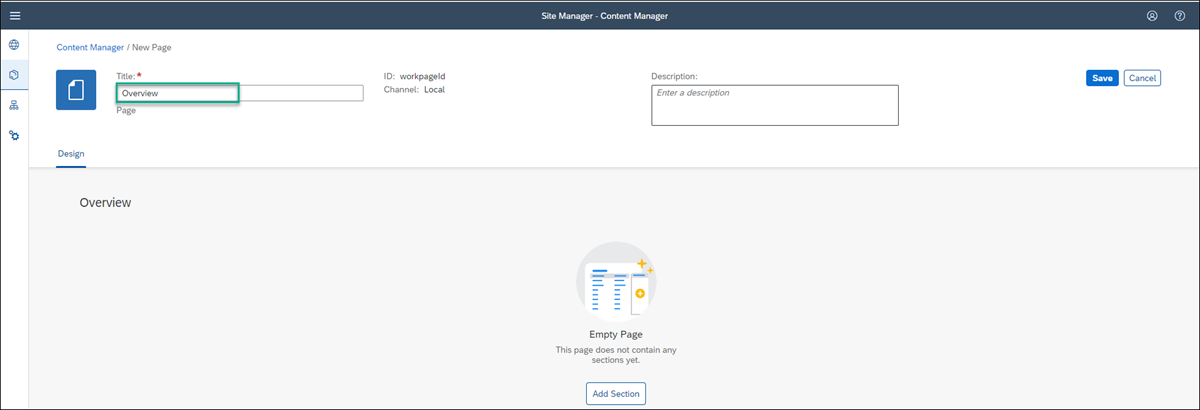 Site Manager - Content Manager
Content Manager / New Page
Title: *
Overview
Page
ID: workpageId
Channel: Local
Description:
Enter a description
Save
Cancel
Design
Overview
Empty Page
This page does not contain any
sections yet.
Add Section